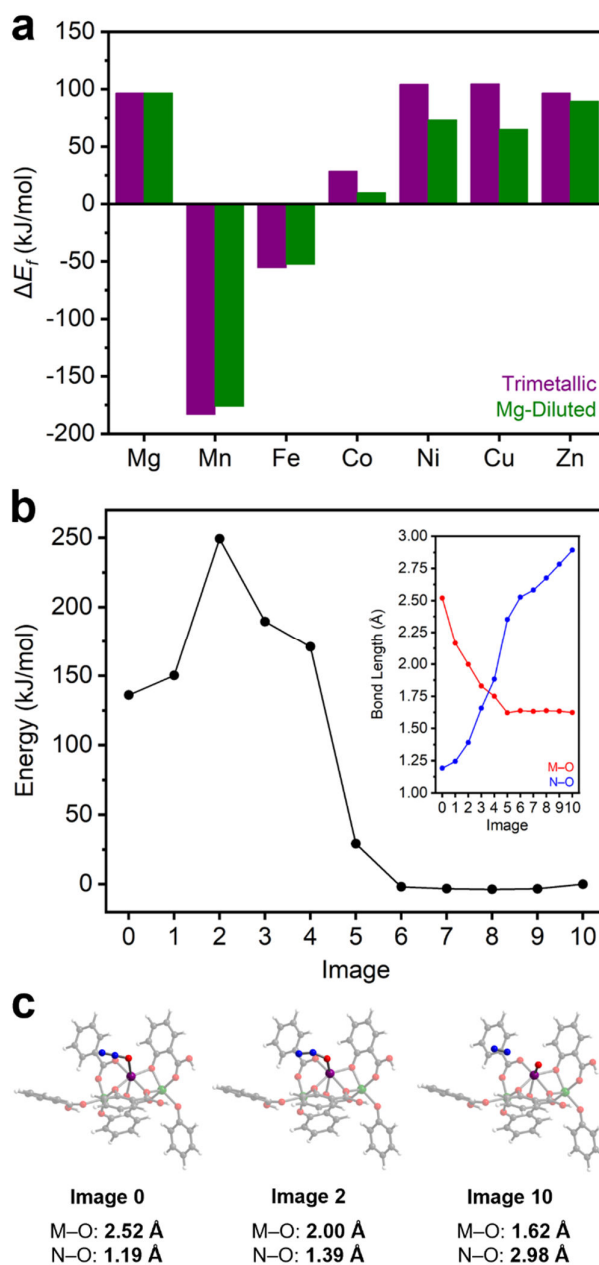 a
150
100
50
0
-50
-100
-150
-200
ΔE_f (kJ/mol)
Trimetallic
Mg-Diluted
Mg Mn Fe Co Ni Cu Zn
b
250
200
150
100
50
0
Energy (kJ/mol)
0 1 2 3 4 5 6 7 8 9 10
Image
3.00
2.75
2.50
2.25
2.00
1.75
1.50
1.25
1.00
Bond Length (Å)
M–O
N–O
0 1 2 3 4 5 6 7 8 9 10
Image
c
Image 0 Image 2 Image 10
M–O: 2.52 Å M–O: 2.00 Å M–O: 1.62 Å
N–O: 1.19 Å N–O: 1.39 Å N–O: 2.98 Å